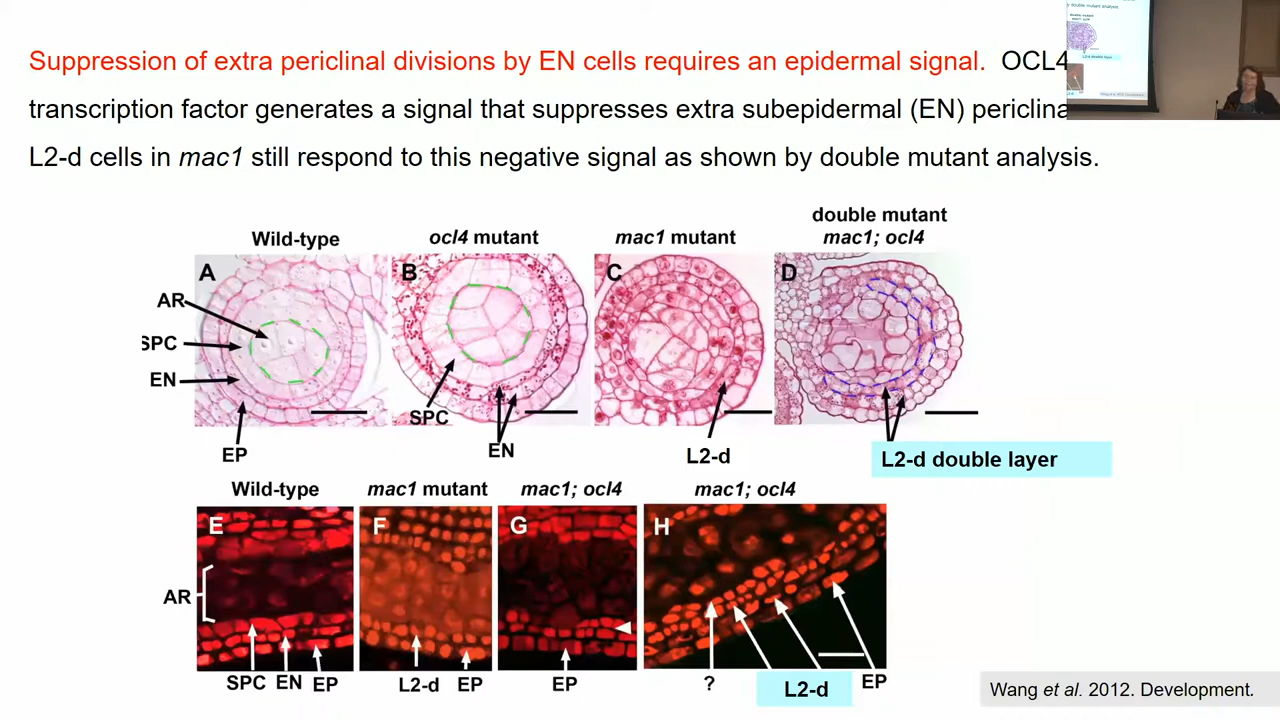 Suppression of extra periclinal divisions by EN cells requires an epidermal signal. OCL4
transcription factor generates a signal that suppresses extra subepidermal (EN)
L2-d cells in mac1 still respond to this negative signal as shown by double mutant analysis.
double mutant
Wild-type ocl4 mutant mac1 mutant mac1; ocl4
A B C D
AR
SPC
EN
EP
SPC
EN
L2-d
L2-d double layer
Wild-type mac1 mutant mac1; ocl4 mac1; ocl4
E F G H
AR
SPC EN EP L2-d EP EP ? L2-d EP
Wang et al. 2012. Development.